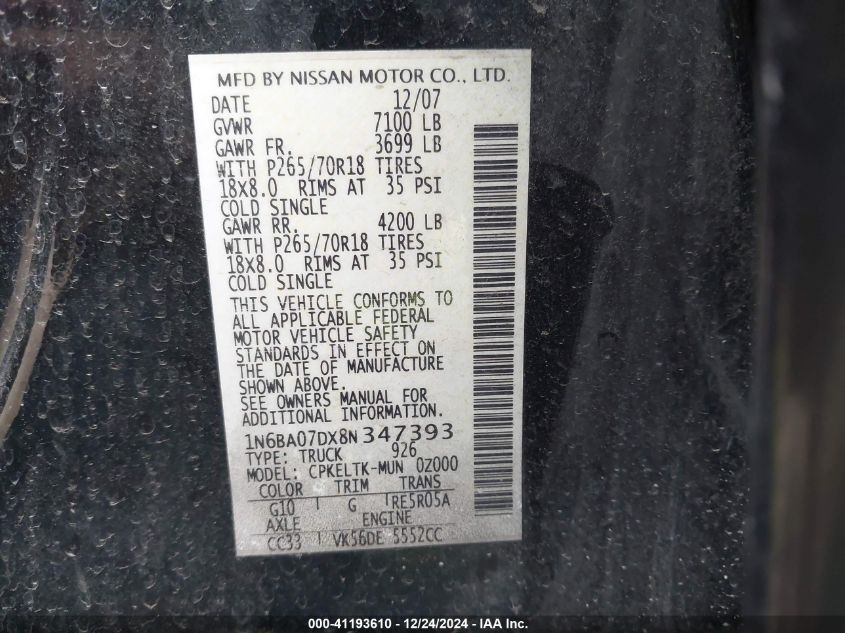 MFD BY NISSAN MOTOR CO., LTD.
DATE 12/07
GVWR 7100 LB
GAWR FR. 3699 LB
WITH P265/70R18 TIRES
18X8.0 RIMS AT 35 PSI
COLD SINGLE
GAWR RR. 4200 LB
WITH P265/70R18 TIRES
18X8.0 RIMS AT 35 PSI
COLD SINGLE
THIS VEHICLE CONFORMS TO
ALL APPLICABLE FEDERAL
MOTOR VEHICLE SAFETY
STANDARDS IN EFFECT ON
THE DATE OF MANUFACTURE
SHOWN ABOVE.
SEE OWNERS MANUAL FOR
ADDITIONAL INFORMATION.
1N6BA07DX8N347393
TYPE: TRUCK 926
MODEL: CPKELTK-MUN 0Z000
COLOR TRIM TRANS
G10 G RE5R05A
AXLE ENGINE
CC33 VK56DE 5552CC
000-41193610 - 12/24/2024 - IAA Inc.